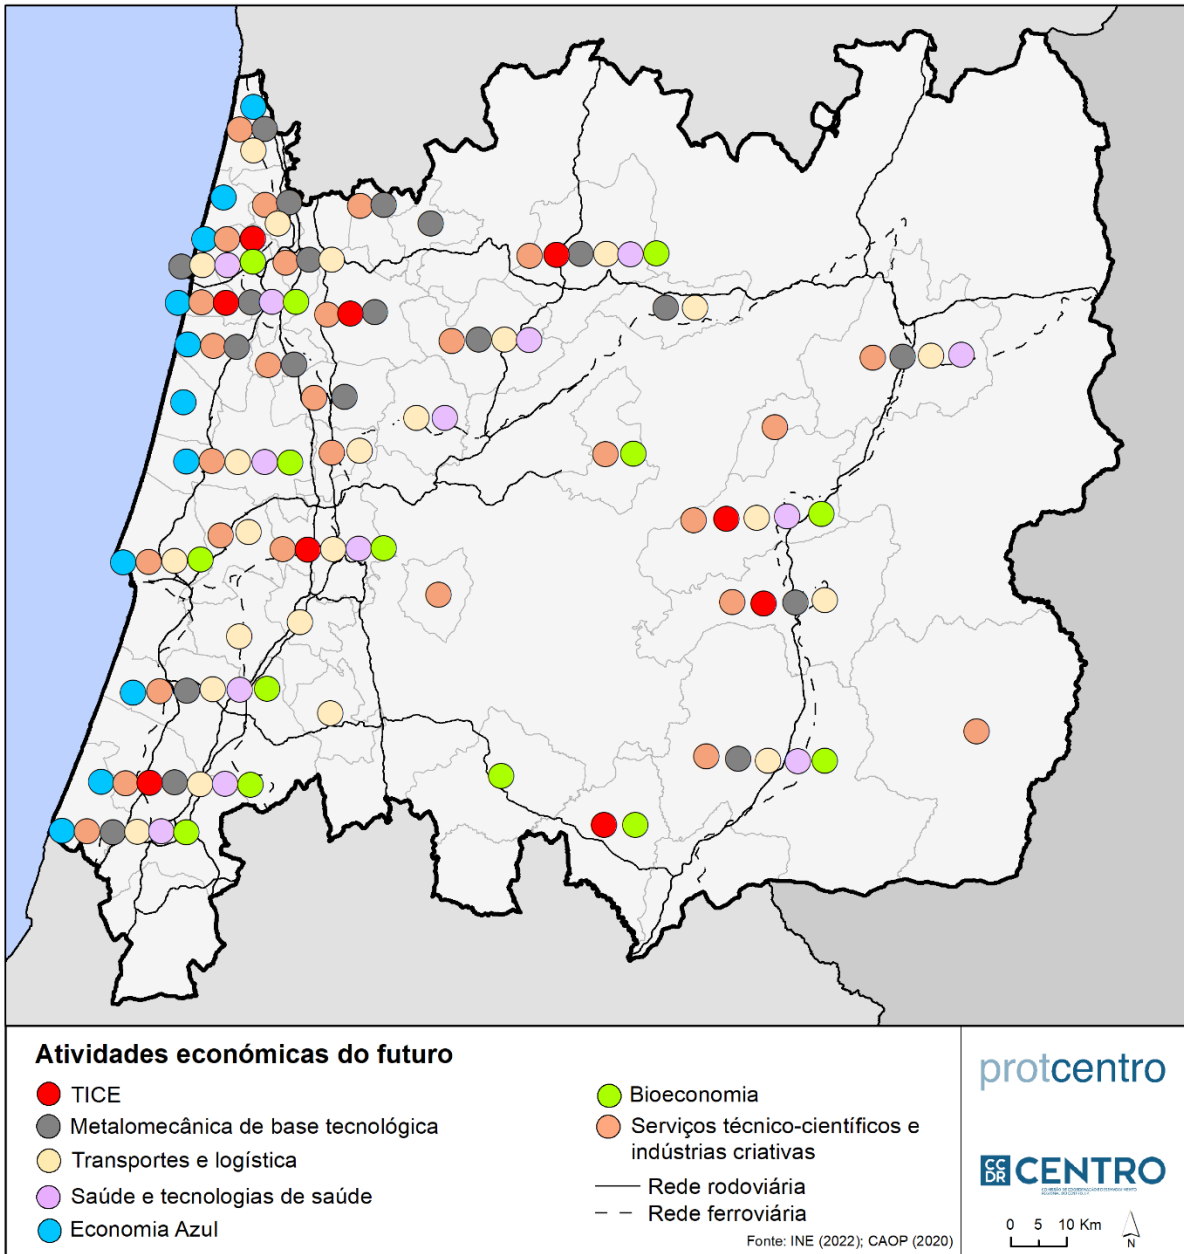 Atividades económicas do futuro
TICE
Metalomecânica de base tecnológica
Transportes e logística
Saúde e tecnologias de saúde
Economia Azul
Bioeconomia
Serviços técnico-científicos e
indústrias criativas
Rede rodoviária
Rede ferroviária
Fonte: INE (2022); CAOP (2020)
protcentro
CC
DR
CENTRO
0 5 10 Km
N